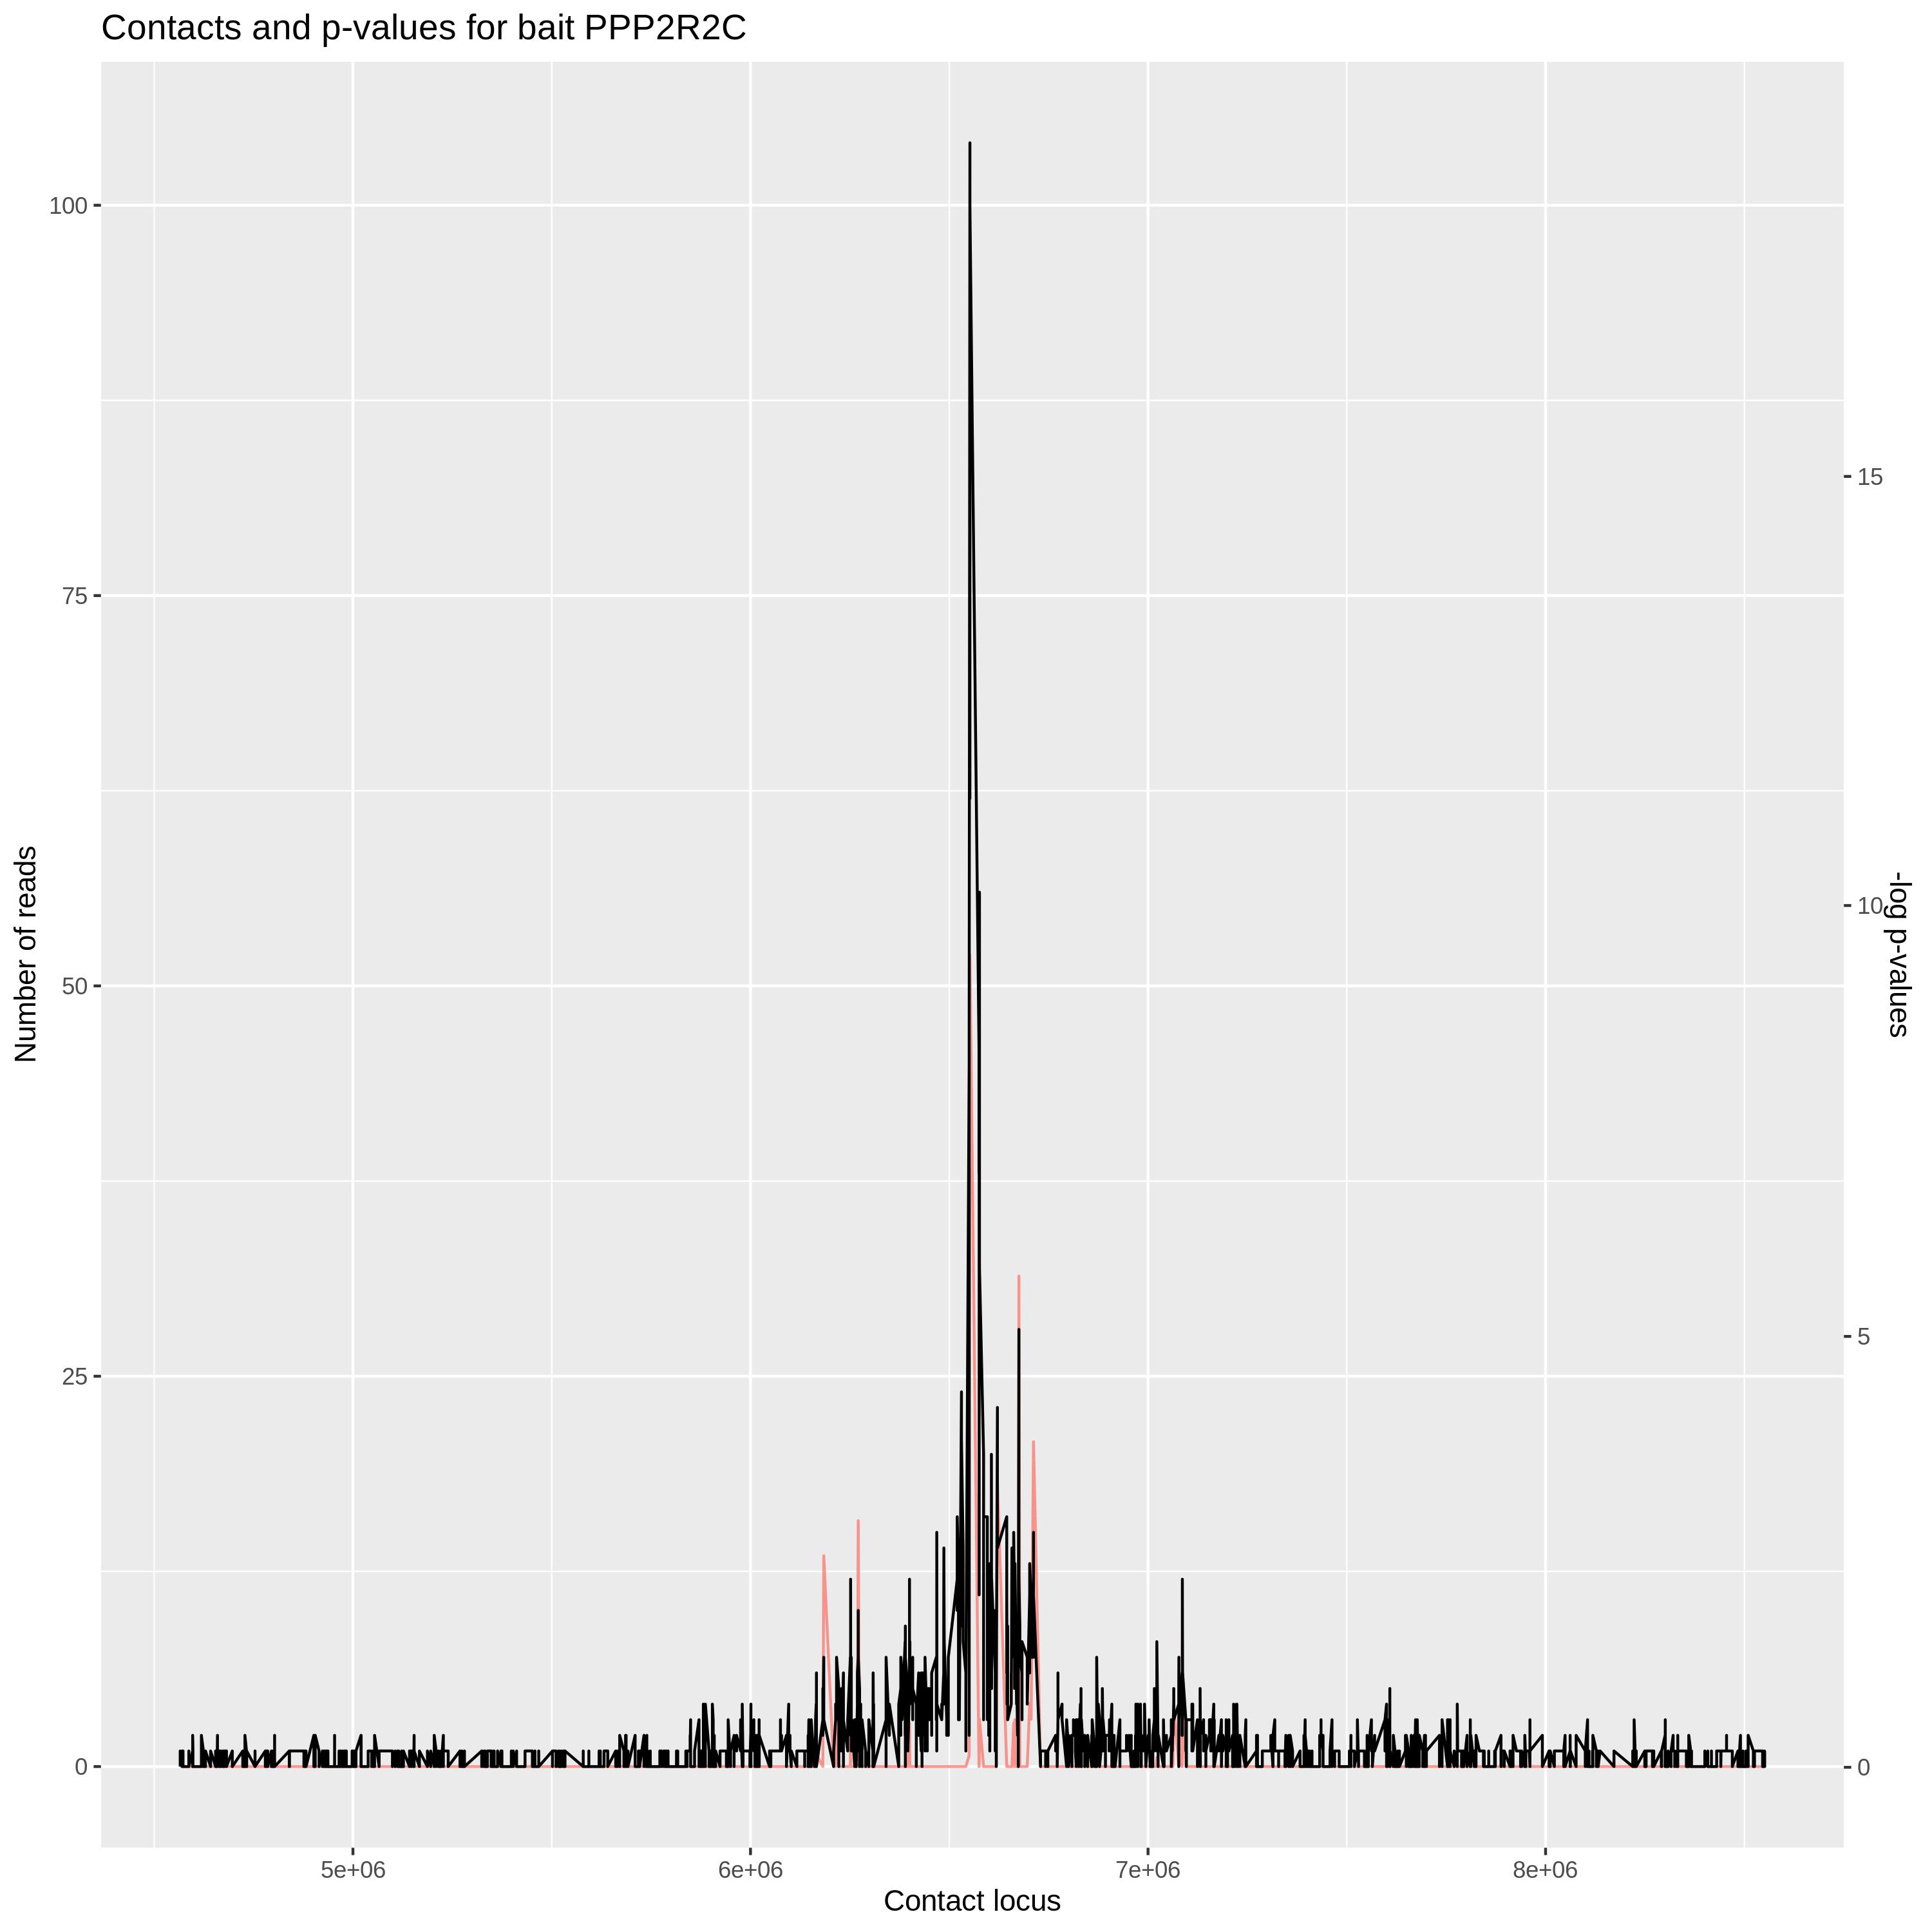 Contacts and p-values for bait PPP2R2C
100
75
50
25
0
Number of reads
15
10
5
0
-log p-values
5e+06
6e+06
7e+06
8e+06
Contact locus